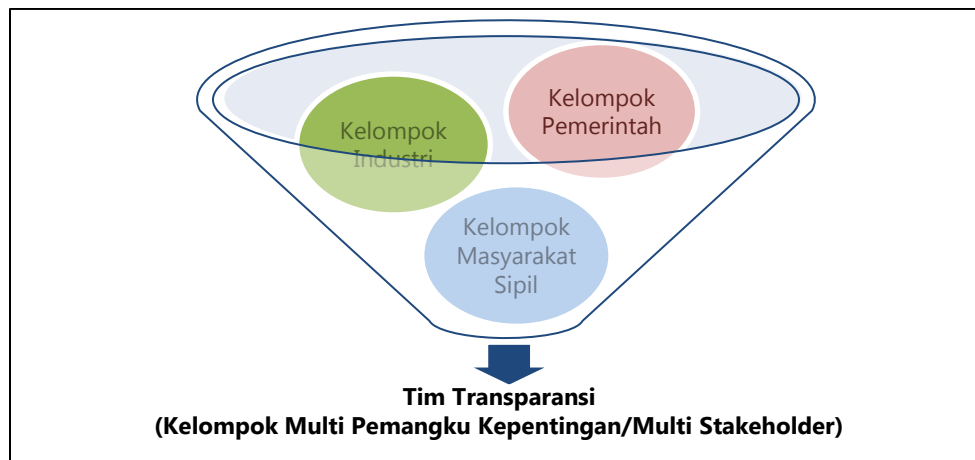 Kelompok
Pemerintah
Kelompok
Industri
Kelompok
Masyarakat
Sipil
Tim Transparansi
(Kelompok Multi Pemangku Kepentingan/Multi Stakeholder)